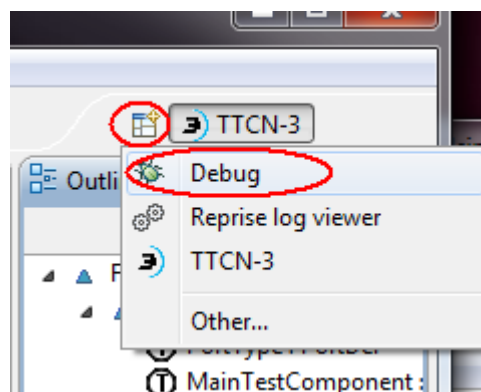 TTCN-3
Outli
Debug
Reprise log viewer
TTCN-3
F
Other...
MainTestComponent :